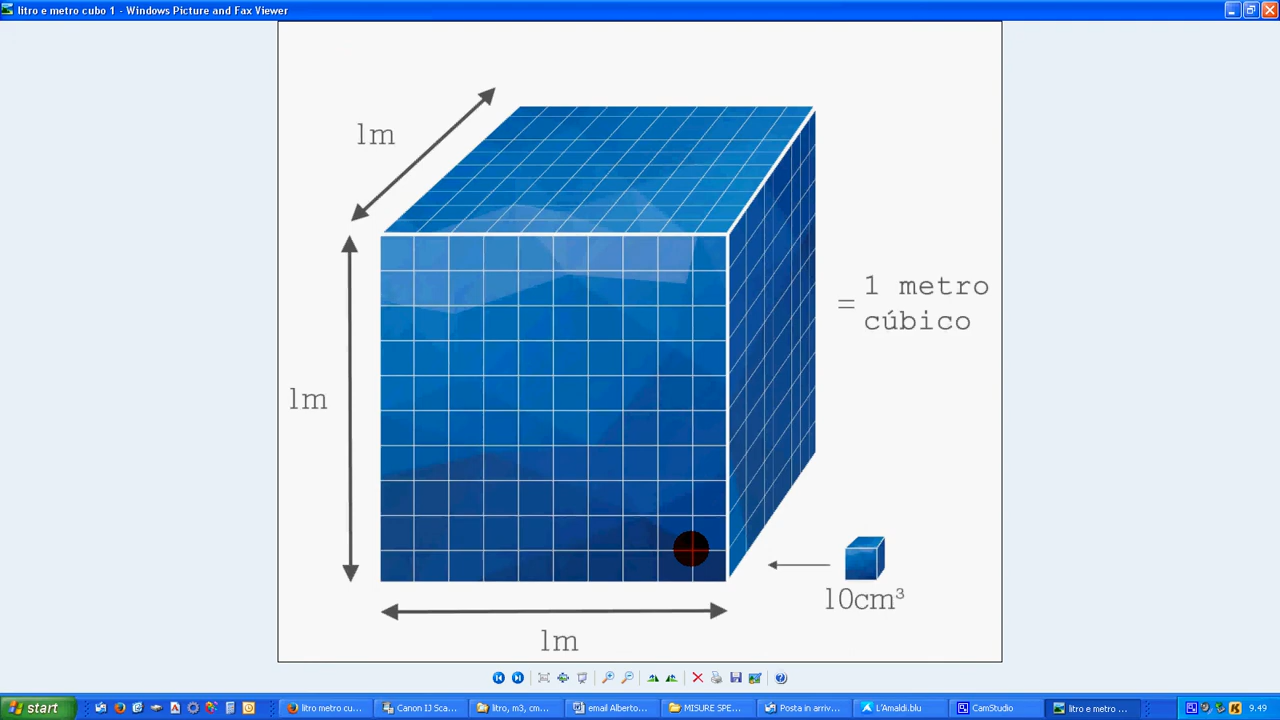 litro e metro cubo 1 - Windows Picture and Fax Viewer
1m
1m
= 1 metro
cúbico
10cm³
1m
start
litro metro cu...
Canon IJ Sca...
litro, m3, cm...
email Alberto...
MISURE SPE...
Posta in arriv...
L'Amaldi.blu
CamStudio
litro e metro ...
9.49